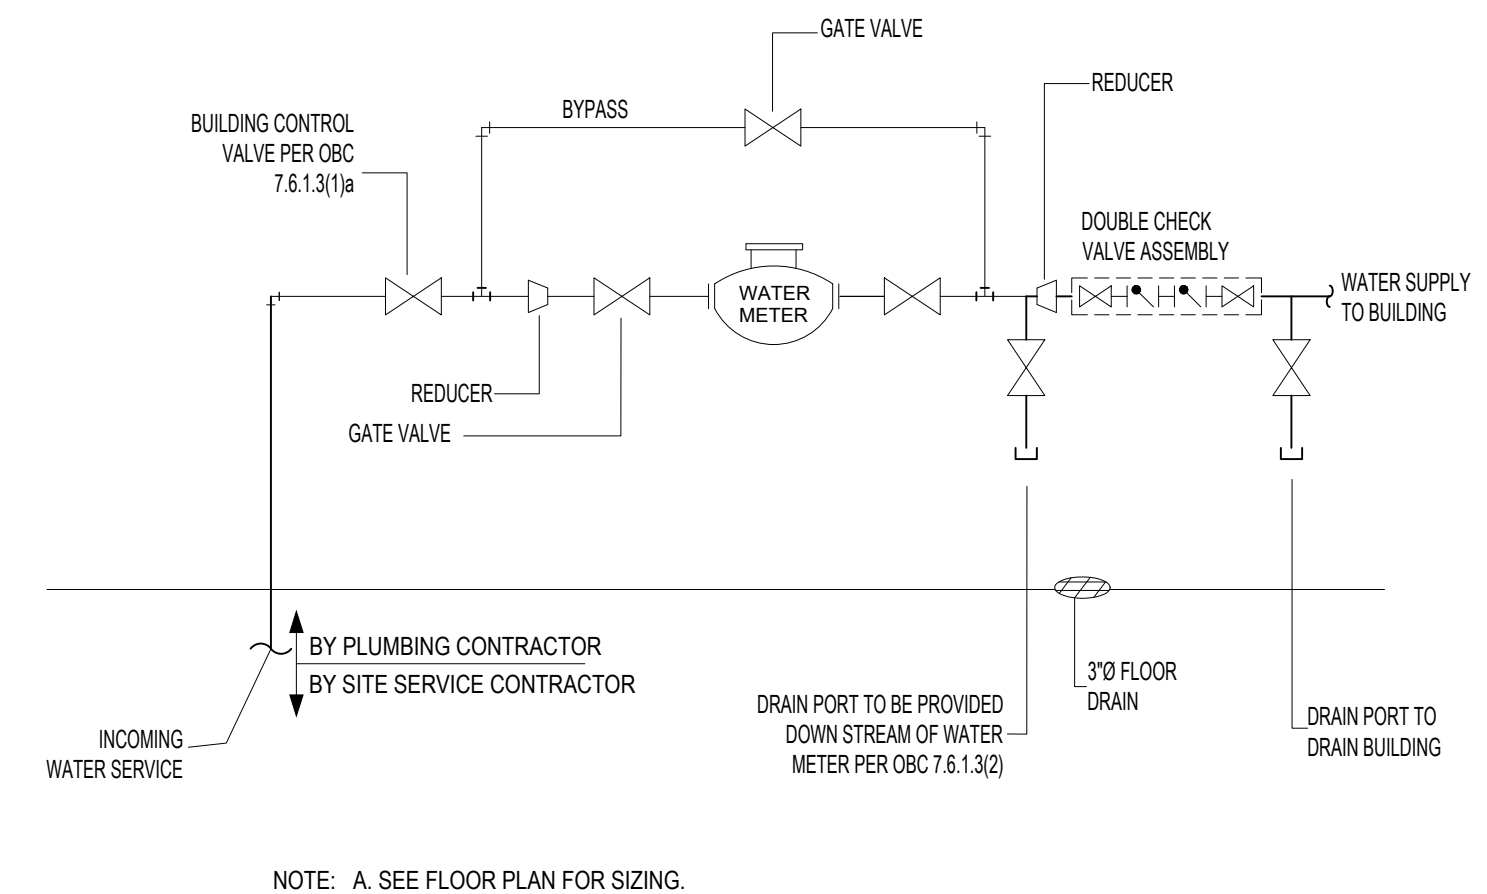 GATE VALVE
REDUCER
BYPASS
BUILDING CONTROL
VALVE PER OBC
7.6.1.3(1)a
DOUBLE CHECK
VALVE ASSEMBLY
WATER SUPPLY
TO BUILDING
WATER
METER
REDUCER
GATE VALVE
BY PLUMBING CONTRACTOR
BY SITE SERVICE CONTRACTOR
INCOMING
WATER SERVICE
3"Ø FLOOR
DRAIN
DRAIN PORT TO BE PROVIDED
DOWN STREAM OF WATER
METER PER OBC 7.6.1.3(2)
DRAIN PORT TO
DRAIN BUILDING
NOTE: A. SEE FLOOR PLAN FOR SIZING.